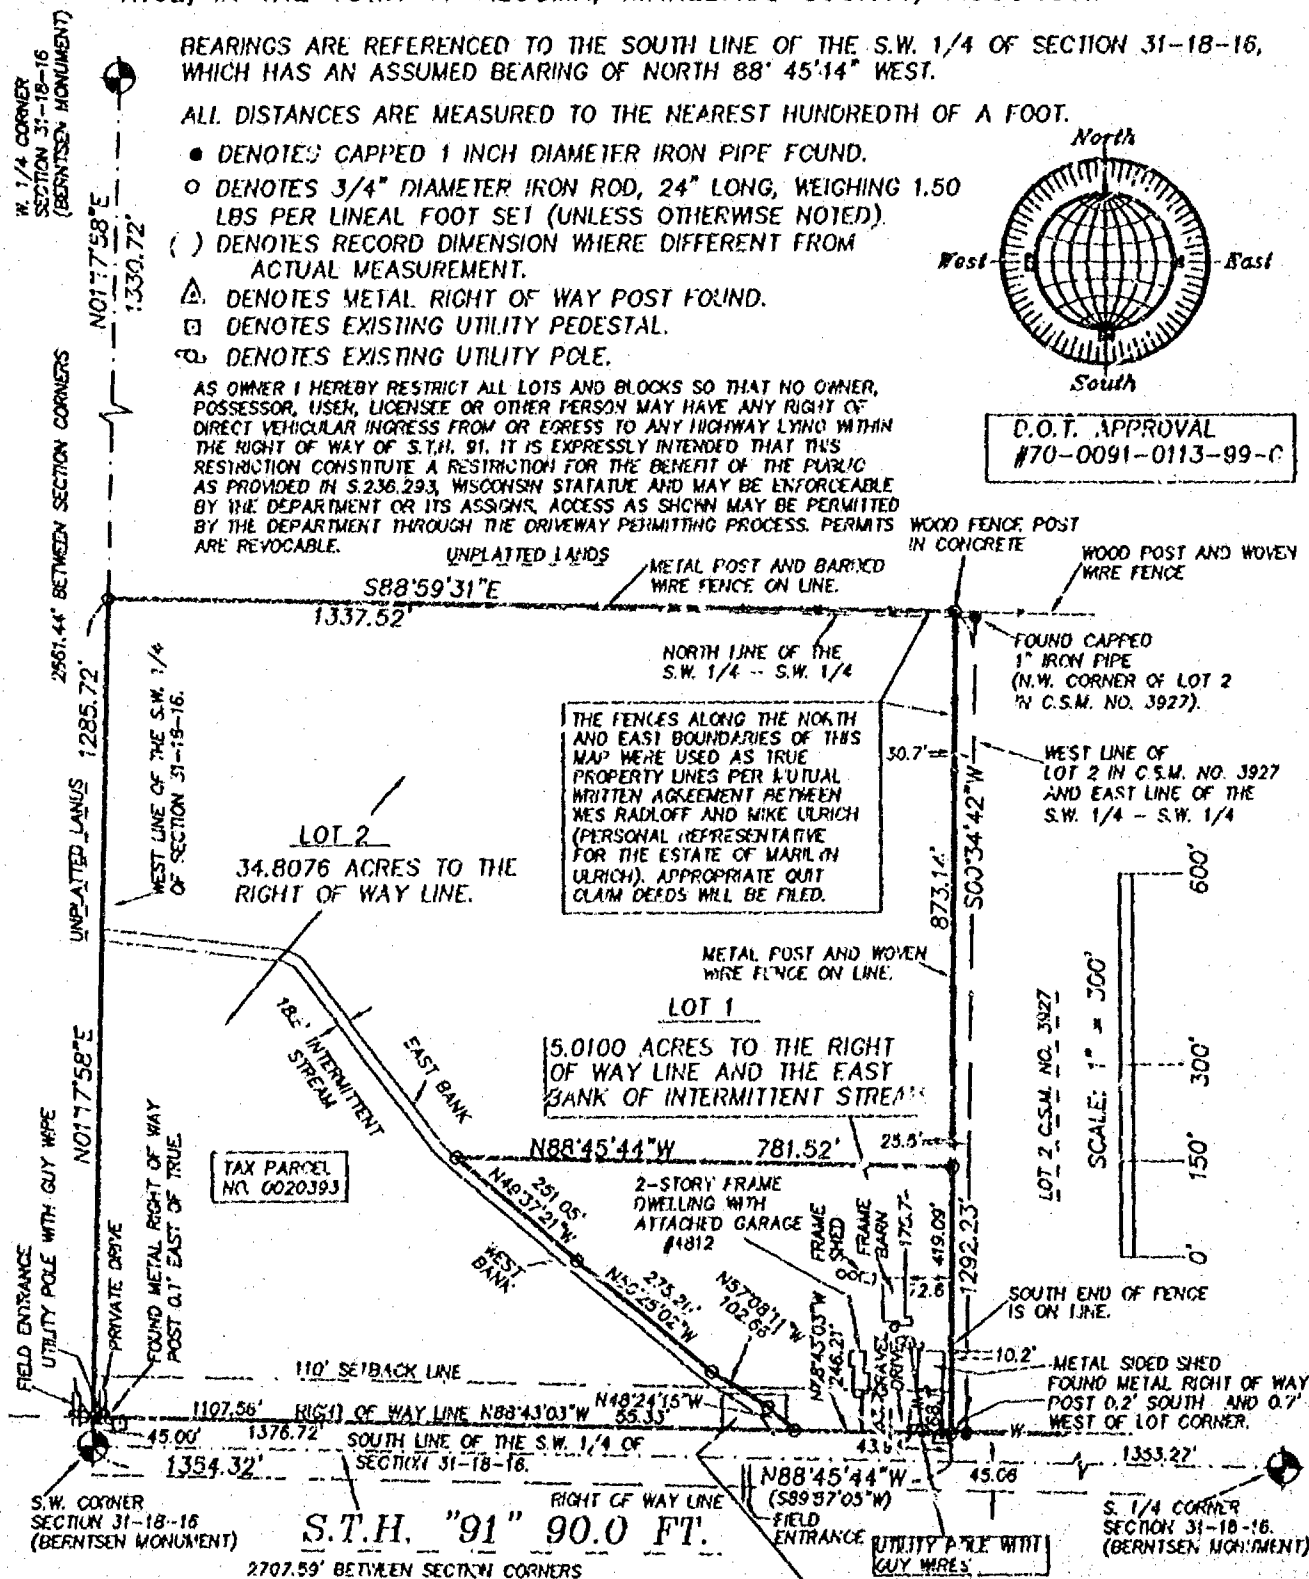 BEARINGS ARE REFERENCED TO THE SOUTH LINE OF THE S.W. 1/4 OF SECTION 31-18-16,
WHICH HAS AN ASSUMED BEARING OF NORTH 88° 45'14" WEST.
ALL DISTANCES ARE MEASURED TO THE NEAREST HUNDREDTH OF A FOOT.
● DENOTES CAPPED 1 INCH DIAMETER IRON PIPE FOUND.
○ DENOTES 3/4" DIAMETER IRON ROD, 24" LONG, WEIGHING 1.50
LBS PER LINEAL FOOT SET (UNLESS OTHERWISE NOTED).
( ) DENOTES RECORD DIMENSION WHERE DIFFERENT FROM
ACTUAL MEASUREMENT.
DENOTES METAL RIGHT OF WAY POST FOUND.
DENOTES EXISTING UTILITY PEDESTAL.
DENOTES EXISTING UTILITY POLE.
W. 1/4 CORNER
SECTION 31-18-16
(BERNTSEN MONUMENT)
N01°17'58"E
1330.72'
North
West
East
South
AS OWNER I HEREBY RESTRICT ALL LOTS AND BLOCKS SO THAT NO OWNER,
POSSESSOR, USER, LICENSEE OR OTHER PERSON MAY HAVE ANY RIGHT OF
DIRECT VEHICULAR INGRESS FROM OR EGRESS TO ANY HIGHWAY LYING WITHIN
THE RIGHT OF WAY OF S.T.H. 91. IT IS EXPRESSLY INTENDED THAT THIS
RESTRICTION CONSTITUTE A RESTRICTION FOR THE BENEFIT OF THE PUBLIC
AS PROVIDED IN S.236.293, WISCONSIN STATATUE AND MAY BE ENFORCEABLE
BY THE DEPARTMENT OR ITS ASSIGNS. ACCESS AS SHOWN MAY BE PERMITTED
BY THE DEPARTMENT THROUGH THE DRIVEWAY PERMITTING PROCESS. PERMITS
ARE REVOCABLE.
D.O.T. APPROVAL
#70-0091-0113-99-C
2661.44' BETWEEN SECTION CORNERS
UNPLATTED LANDS
S88°59'31"E
1337.52'
METAL POST AND BARBED
WIRE FENCE ON LINE.
WOOD FENCE POST
IN CONCRETE
WOOD POST AND WOVEN
WIRE FENCE
NORTH LINE OF THE
S.W. 1/4 -- S.W. 1/4
FOUND CAPPED
1" IRON PIPE
(N.W. CORNER OF LOT 2
IN C.S.M. NO. 3927).
UNPLATTED LANDS
1285.72'
WEST LINE OF THE S.W. 1/4
OF SECTION 31-18-16.
THE FENCES ALONG THE NORTH
AND EAST BOUNDARIES OF THIS
MAP WERE USED AS TRUE
PROPERTY LINES PER MUTUAL
WRITTEN AGREEMENT BETWEEN
WES RADLOFF AND MIKE ULRICH
(PERSONAL REPRESENTATIVE
FOR THE ESTATE OF MARILYN
ULRICH). APPROPRIATE QUIT
CLAIM DEEDS WILL BE FILED.
30.7'
WEST LINE OF
LOT 2 IN C.S.M. NO. 3927
AND EAST LINE OF THE
S.W. 1/4 - S.W. 1/4
LOT 2
34.8076 ACRES TO THE
RIGHT OF WAY LINE.
873.14'
S00°34'42"W
600'
METAL POST AND WOVEN
WIRE FENCE ON LINE.
LOT 1
5.0100 ACRES TO THE RIGHT
OF WAY LINE AND THE EAST
BANK OF INTERMITTENT STREAM
LOT 2 C.S.M. NO. 3927
SCALE: 1" = 300'
300'
150'
0'
INTERMITTENT
STREAM
EAST BANK
N01°17'58"E
N88°45'44"W 781.52'
25.5'
TAX PARCEL
NO. 0020393
251.05'
N49°37'21"W
WEST
BANK
2-STORY FRAME
DWELLING WITH
ATTACHED GARAGE
#4812
FRAME
SHED
FRAME
BARN
419.09'
1292.23'
275.21'
N57°08'11"W
102.68'
246.21'
GRAVEL
DRIVE
SOUTH END OF FENCE
IS ON LINE.
10.2'
METAL SIDED SHED
FOUND METAL RIGHT OF WAY
POST 0.2' SOUTH AND 0.7'
WEST OF LOT CORNER.
FIELD ENTRANCE
UTILITY POLE WITH GUY WIRE
PRIVATE DRIVE
FOUND METAL RIGHT OF WAY
POST 0.1' EAST OF TRUE.
110' SETBACK LINE
1107.56'
RIGHT OF WAY LINE N88°43'03"W
N48°24'15"W
55.33'
45.00'
1376.72'
SOUTH LINE OF THE S.W. 1/4 OF
SECTION 31-18-16.
1354.32'
N88°45'44"W
(S89°37'05"W)
45.06
1353.27'
S.W. CORNER
SECTION 31-18-16
(BERNTSEN MONUMENT)
RIGHT OF WAY LINE
S.T.H. "91" 90.0 FT.
FIELD
ENTRANCE
UTILITY POLE WITH
GUY WIRES
S. 1/4 CORNER
SECTION 31-18-16.
(BERNTSEN MONUMENT)
2707.59' BETWEEN SECTION CORNERS